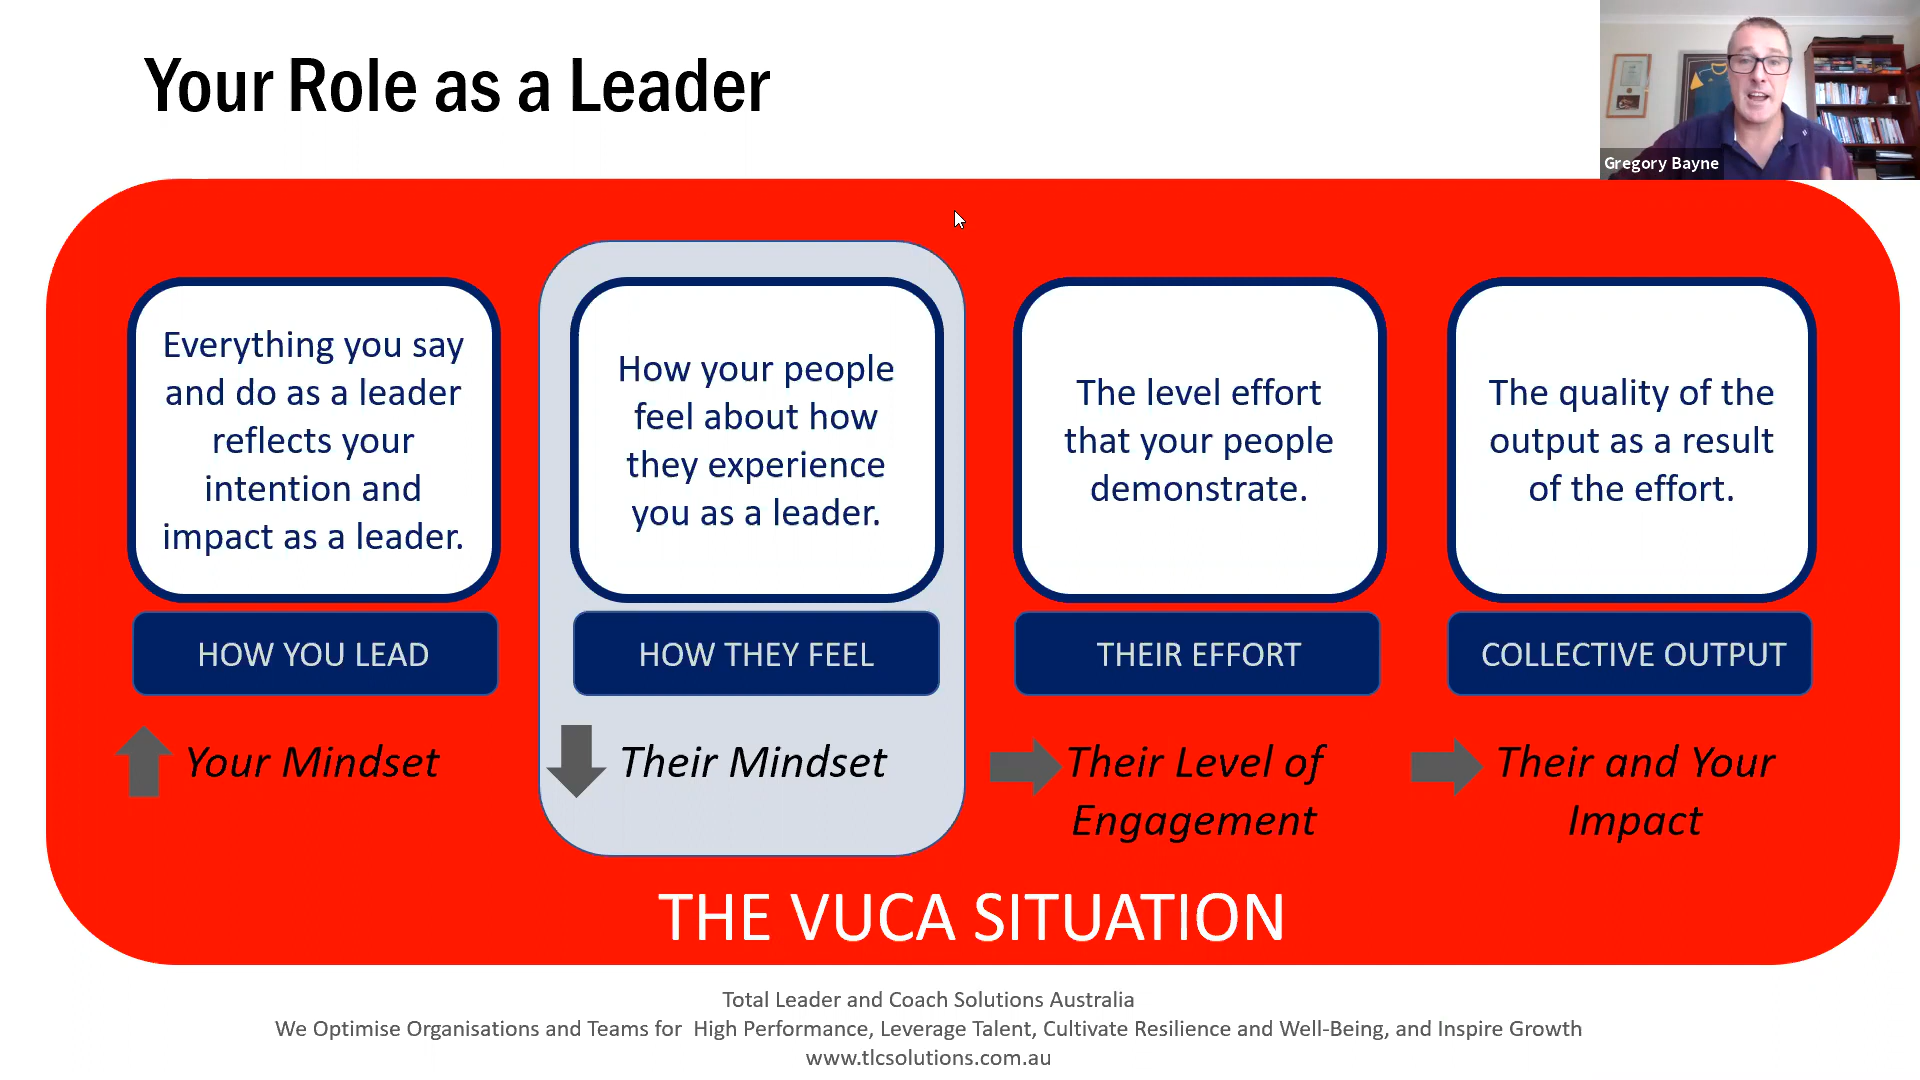 Your Role as a Leader
Gregory Bayne
Everything you say
and do as a leader
reflects your
intention and
impact as a leader.
How your people
feel about how
they experience
you as a leader.
The level effort
that your people
demonstrate.
The quality of the
output as a result
of the effort.
HOW YOU LEAD
HOW THEY FEEL
THEIR EFFORT
COLLECTIVE OUTPUT
Your Mindset
Their Mindset
Their Level of
Engagement
Their and Your
Impact
THE VUCA SITUATION
Total Leader and Coach Solutions Australia
We Optimise Organisations and Teams for High Performance, Leverage Talent, Cultivate Resilience and Well-Being, and Inspire Growth
www.tlcsolutions.com.au